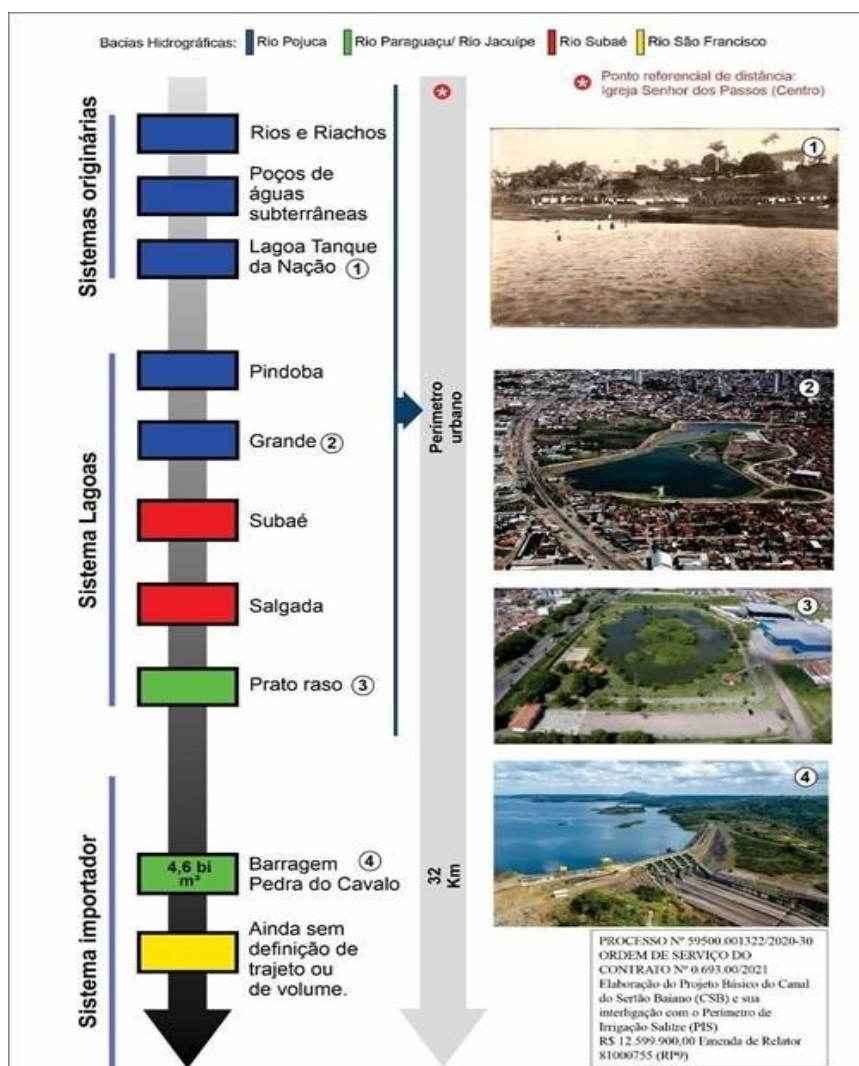 Bacias Hidrográficas: Rio Pojuca Rio Paraguaçu/ Rio Jacuípe Rio Subaé Rio São Francisco
Ponto referencial de distância:
Igreja Senhor dos Passos (Centro)
Sistemas originárias
Rios e Riachos
Poços de
águas
subterrâneas
Lagoa Tanque
da Nação 1
Sistema Lagoas
Pindoba
Grande 2
Subaé
Salgada
Prato raso 3
Sistema importador
4,6 bi
m³
Barragem 4
Pedra do Cavalo
Ainda sem
definição de
trajeto ou
de volume.
Perímetro
urbano
32
Km
1
2
3
4
PROCESSO Nº 59500.001322/2020-30
ORDEM DE SERVIÇO DO
CONTRATO Nº 0.693.00/2021
Elaboração do Projeto Básico do Canal
do Sertão Baiano (CSB) e sua
interligação com o Perímetro de
Irrigação Salitre (PIS)
R$ 12.599.900,00 Emenda de Relator
81000755 (RP9)